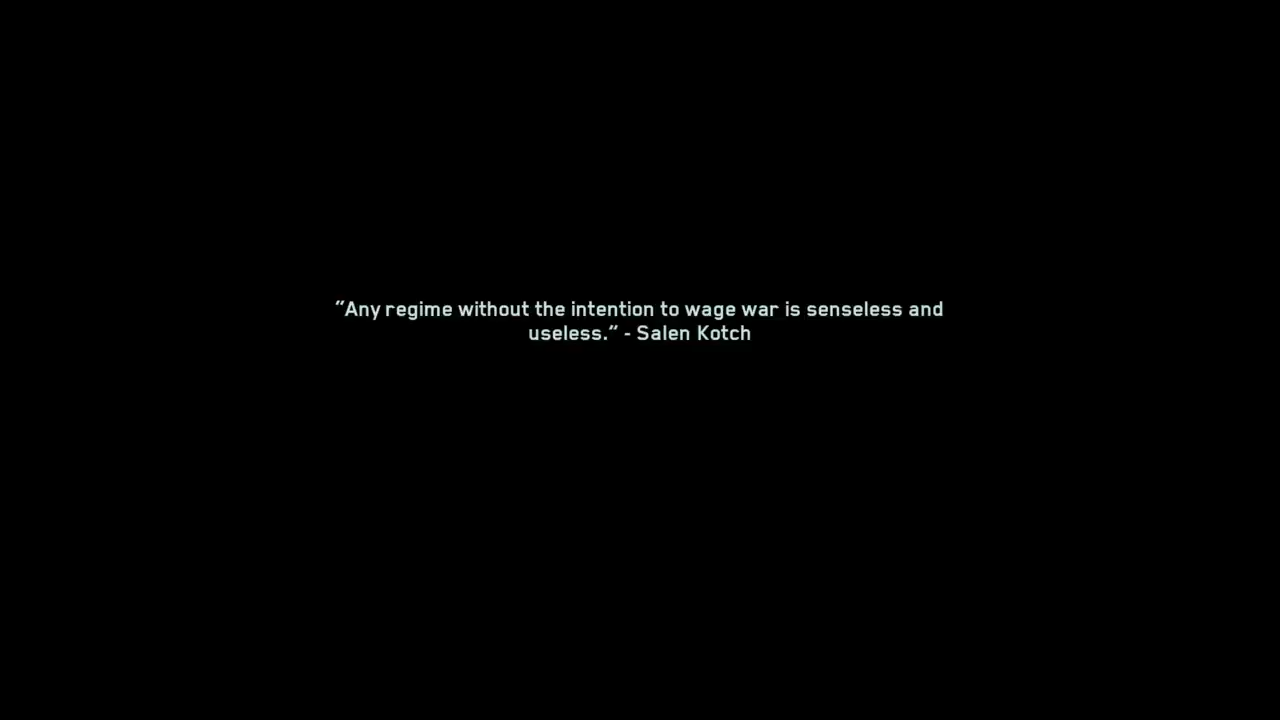 “Any regime without the intention to wage war is senseless and
useless.” - Salen Kotch